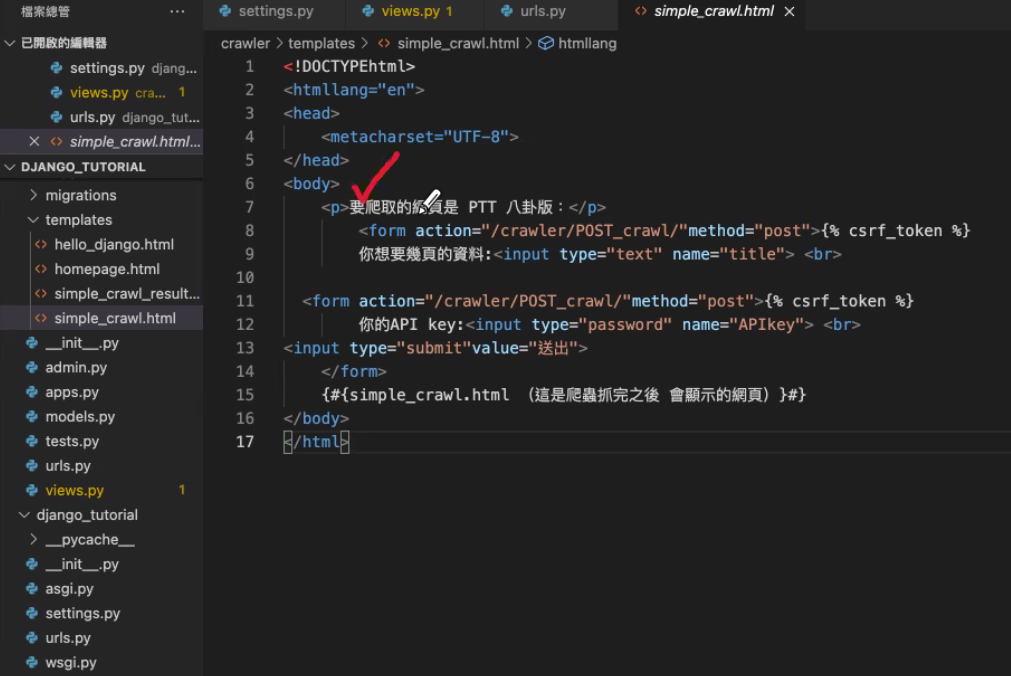 檔案總管 ...
已開啟的編輯器
settings.py djang...
views.py cra... 1
urls.py django_tut...
simple_crawl.html...
DJANGO_TUTORIAL
migrations
templates
hello_django.html
homepage.html
simple_crawl_result...
simple_crawl.html
__init__.py
admin.py
apps.py
models.py
tests.py
urls.py
views.py 1
django_tutorial
__pycache__
__init__.py
asgi.py
settings.py
urls.py
wsgi.py
settings.py views.py 1 urls.py simple_crawl.html
crawler > templates > simple_crawl.html > htmllang
1 <!DOCTYPEhtml>
2 <htmllang="en">
3 <head>
4 <metacharset="UTF-8">
5 </head>
6 <body>
7 <p>要爬取的網頁是 PTT 八卦版:</p>
8 <form action="/crawler/POST_crawl/"method="post">{% csrf_token %}
9 你想要幾頁的資料:<input type="text" name="title"> <br>
10
11 <form action="/crawler/POST_crawl/"method="post">{% csrf_token %}
12 你的API key:<input type="password" name="APIkey"> <br>
13 <input type="submit"value="送出">
14 </form>
15 {#{simple_crawl.html (這是爬蟲抓完之後 會顯示的網頁) }#}
16 </body>
17 </html>